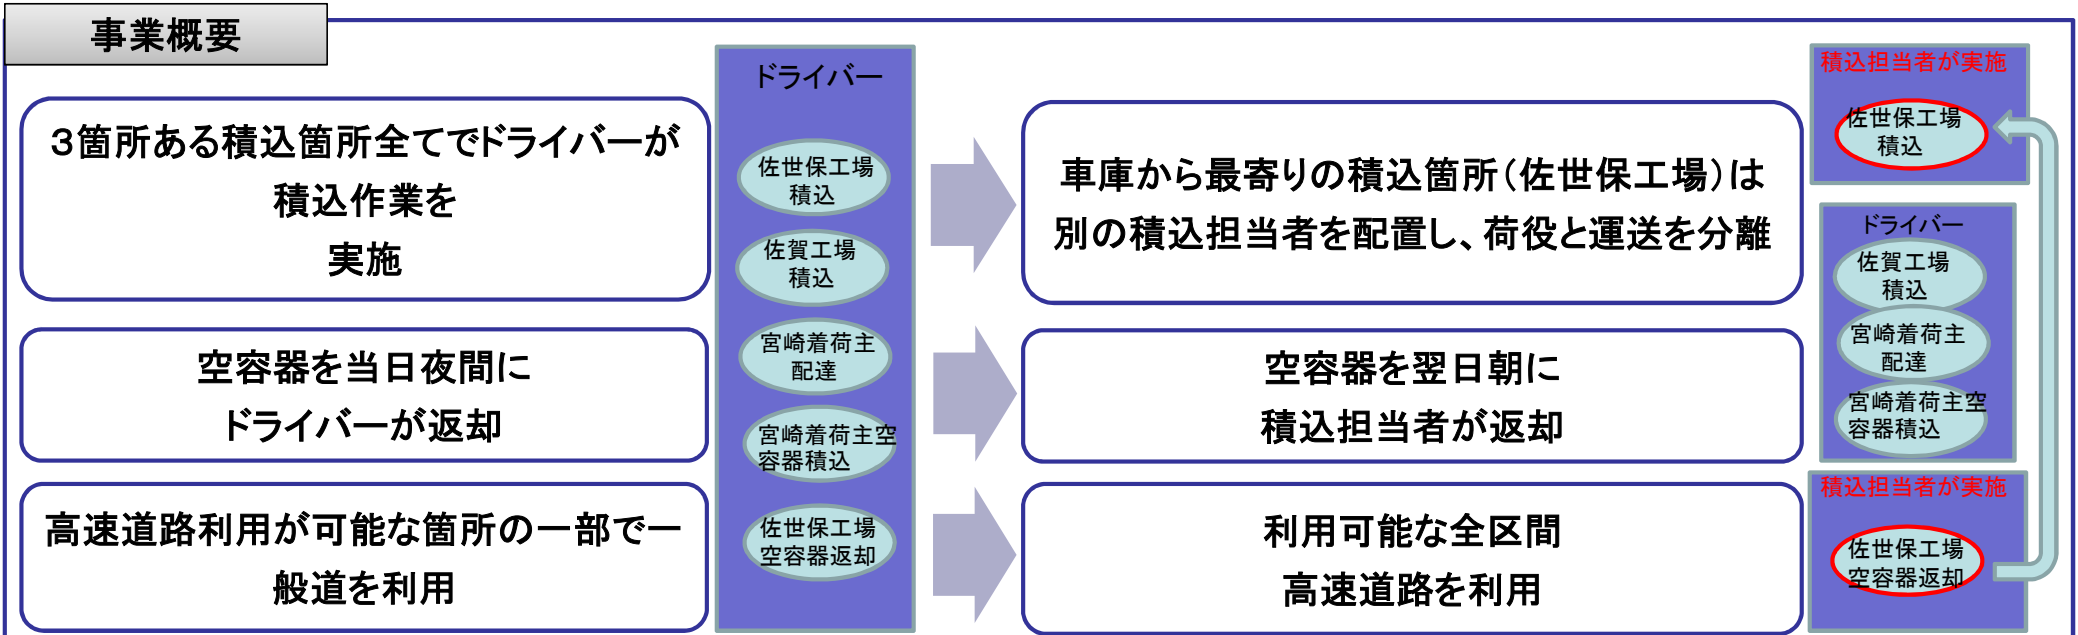 事業概要
3箇所ある積込箇所全てでドライバーが
積込作業を
実施
空容器を当日夜間に
ドライバーが返却
高速道路利用が可能な箇所の一部で一
般道を利用
ドライバー
佐世保工場
積込
佐賀工場
積込
宮崎着荷主
配達
宮崎着荷主空
容器積込
佐世保工場
空容器返却
車庫から最寄りの積込箇所(佐世保工場)は
別の積込担当者を配置し、荷役と運送を分離
空容器を翌日朝に
積込担当者が返却
利用可能な全区間
高速道路を利用
積込担当者が実施
佐世保工場
積込
ドライバー
佐賀工場
積込
宮崎着荷主
配達
宮崎着荷主空
容器積込
積込担当者が実施
佐世保工場
空容器返却